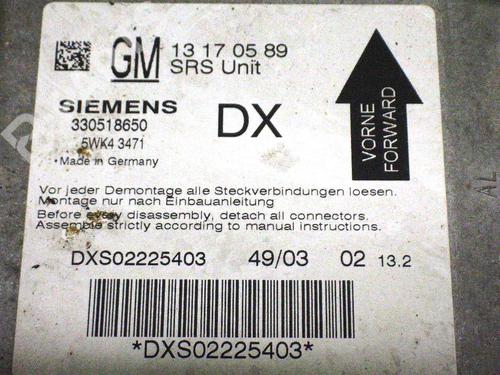 GM 13 17 05 89
SRS Unit
SIEMENS
330518650
5WK4 3471
• Made in Germany
DX
VORNE
FORWARD
AL
Vor jeder Demontage alle Steckverbindungen loesen.
Montage nur nach Einbauanleitung
Before every disassembly, detach all connectors.
Assemble strictly according to manual instructions.
DXS02225403 49/03 02 13.2
*DXS02225403*